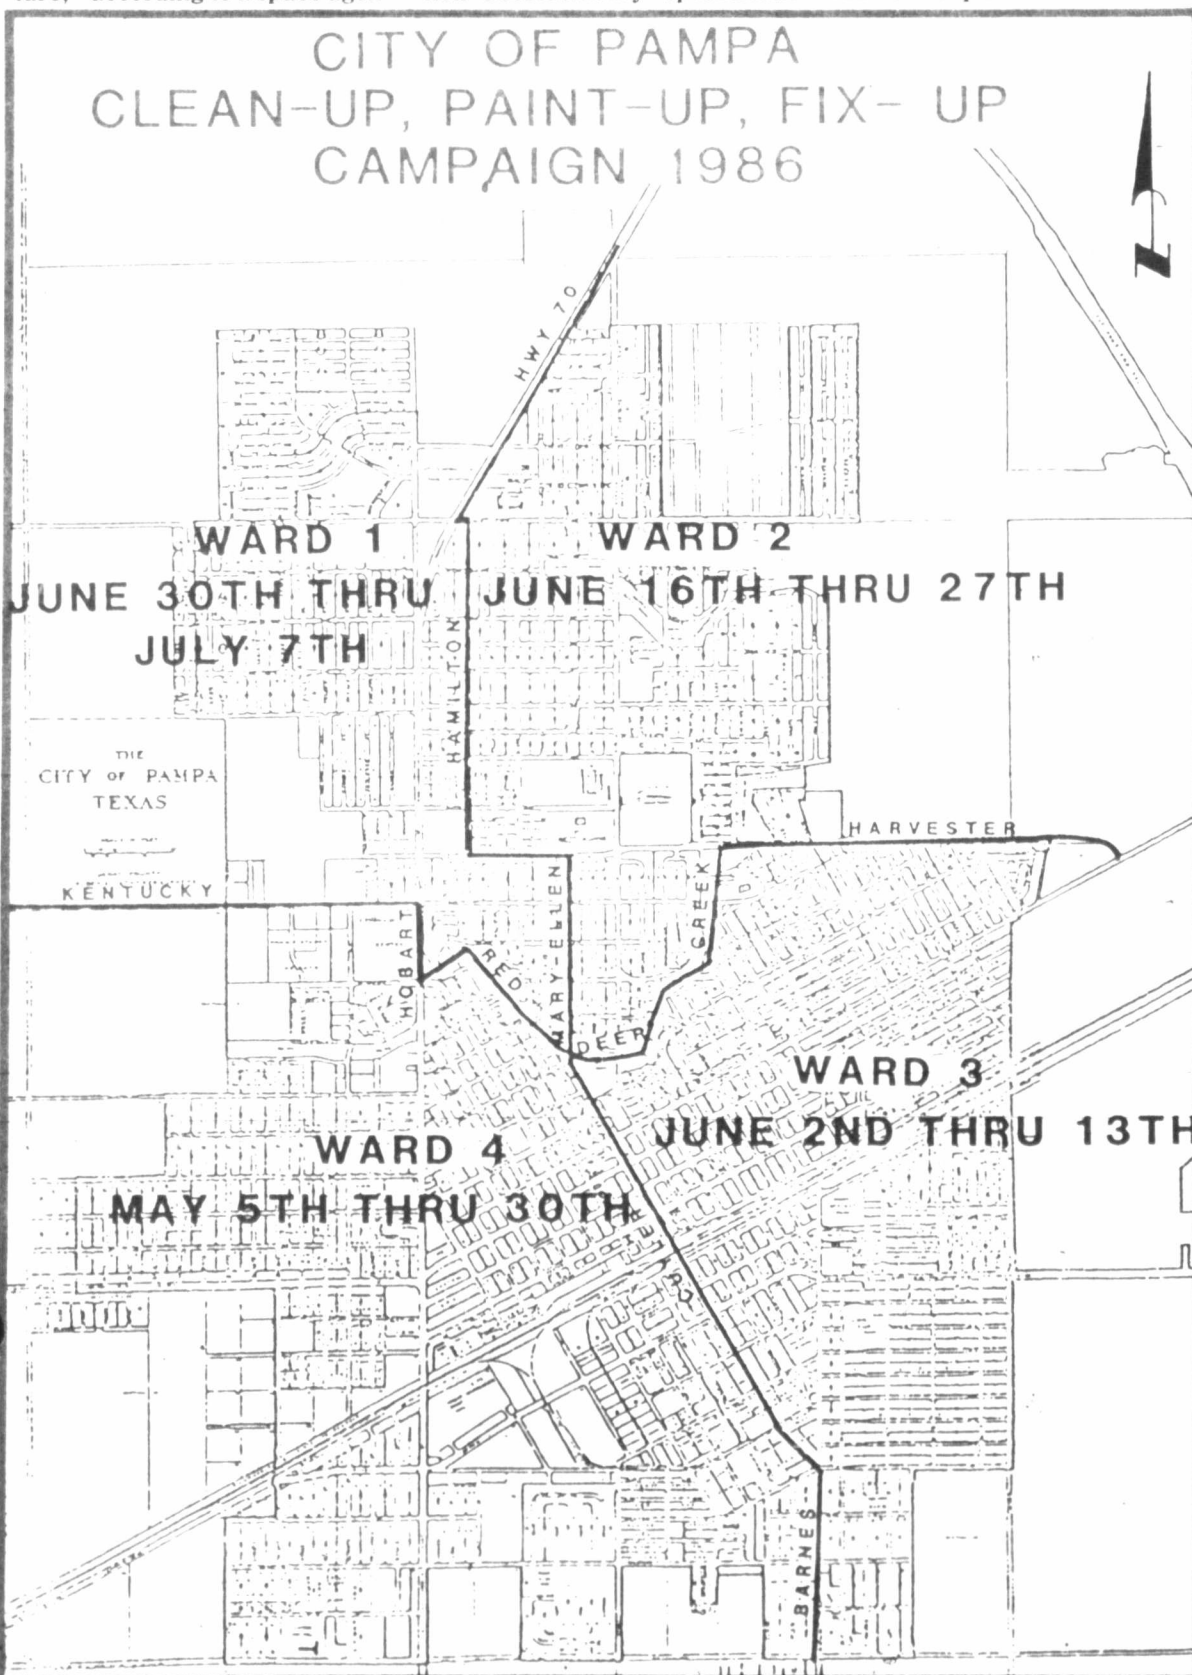 CITY OF PAMPA
CLEAN-UP, PAINT-UP, FIX- UP
CAMPAIGN 1986
N
HWY 70
WARD 1
JUNE 30TH THRU
JULY 7TH
WARD 2
JUNE 16TH THRU 27TH
HAMILTON
THE
CITY OF PAMPA
TEXAS
KENTUCKY
HARVESTER
HOBART
RED
MARY-ELLEN
DEER
CREEK
WARD 3
JUNE 2ND THRU 13TH
WARD 4
MAY 5TH THRU 30TH
BARNES